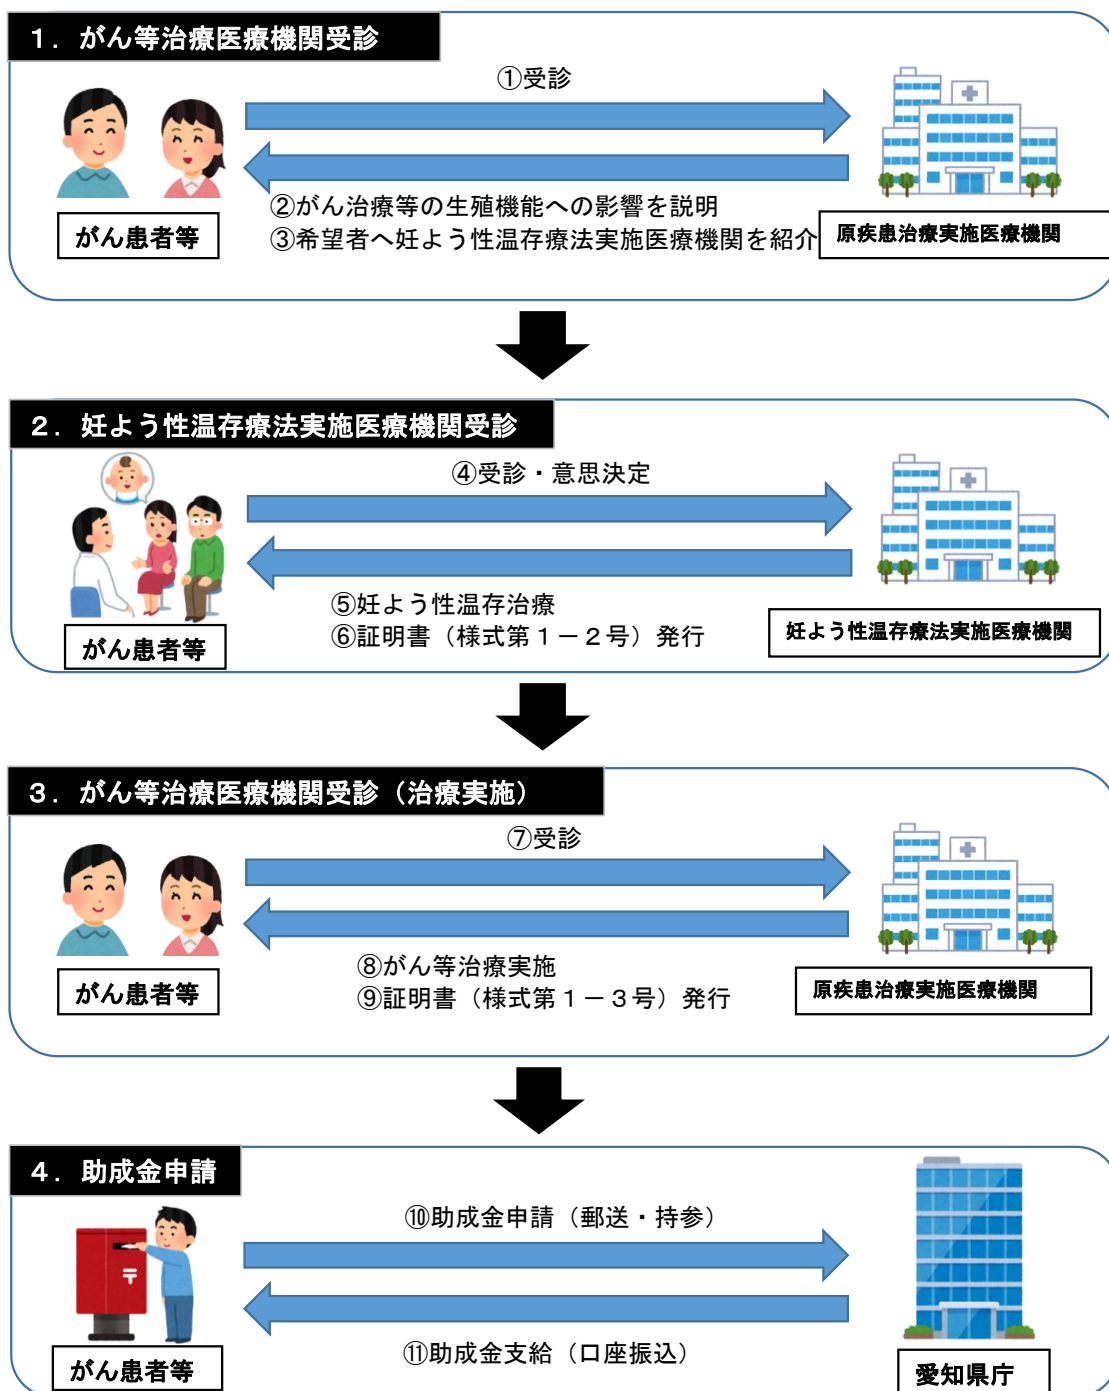 １．がん等治療医療機関受診
①受診
②がん治療等の生殖機能への影響を説明
③希望者へ妊よう性温存療法実施医療機関を紹介
がん患者等
原疾患治療実施医療機関
２．妊よう性温存療法実施医療機関受診
④受診・意思決定
⑤妊よう性温存治療
⑥証明書（様式第１－２号）発行
がん患者等
妊よう性温存療法実施医療機関
３．がん等治療医療機関受診（治療実施）
⑦受診
⑧がん等治療実施
⑨証明書（様式第１－３号）発行
がん患者等
原疾患治療実施医療機関
４．助成金申請
⑩助成金申請（郵送・持参）
〒
⑪助成金支給（口座振込）
がん患者等
愛知県庁